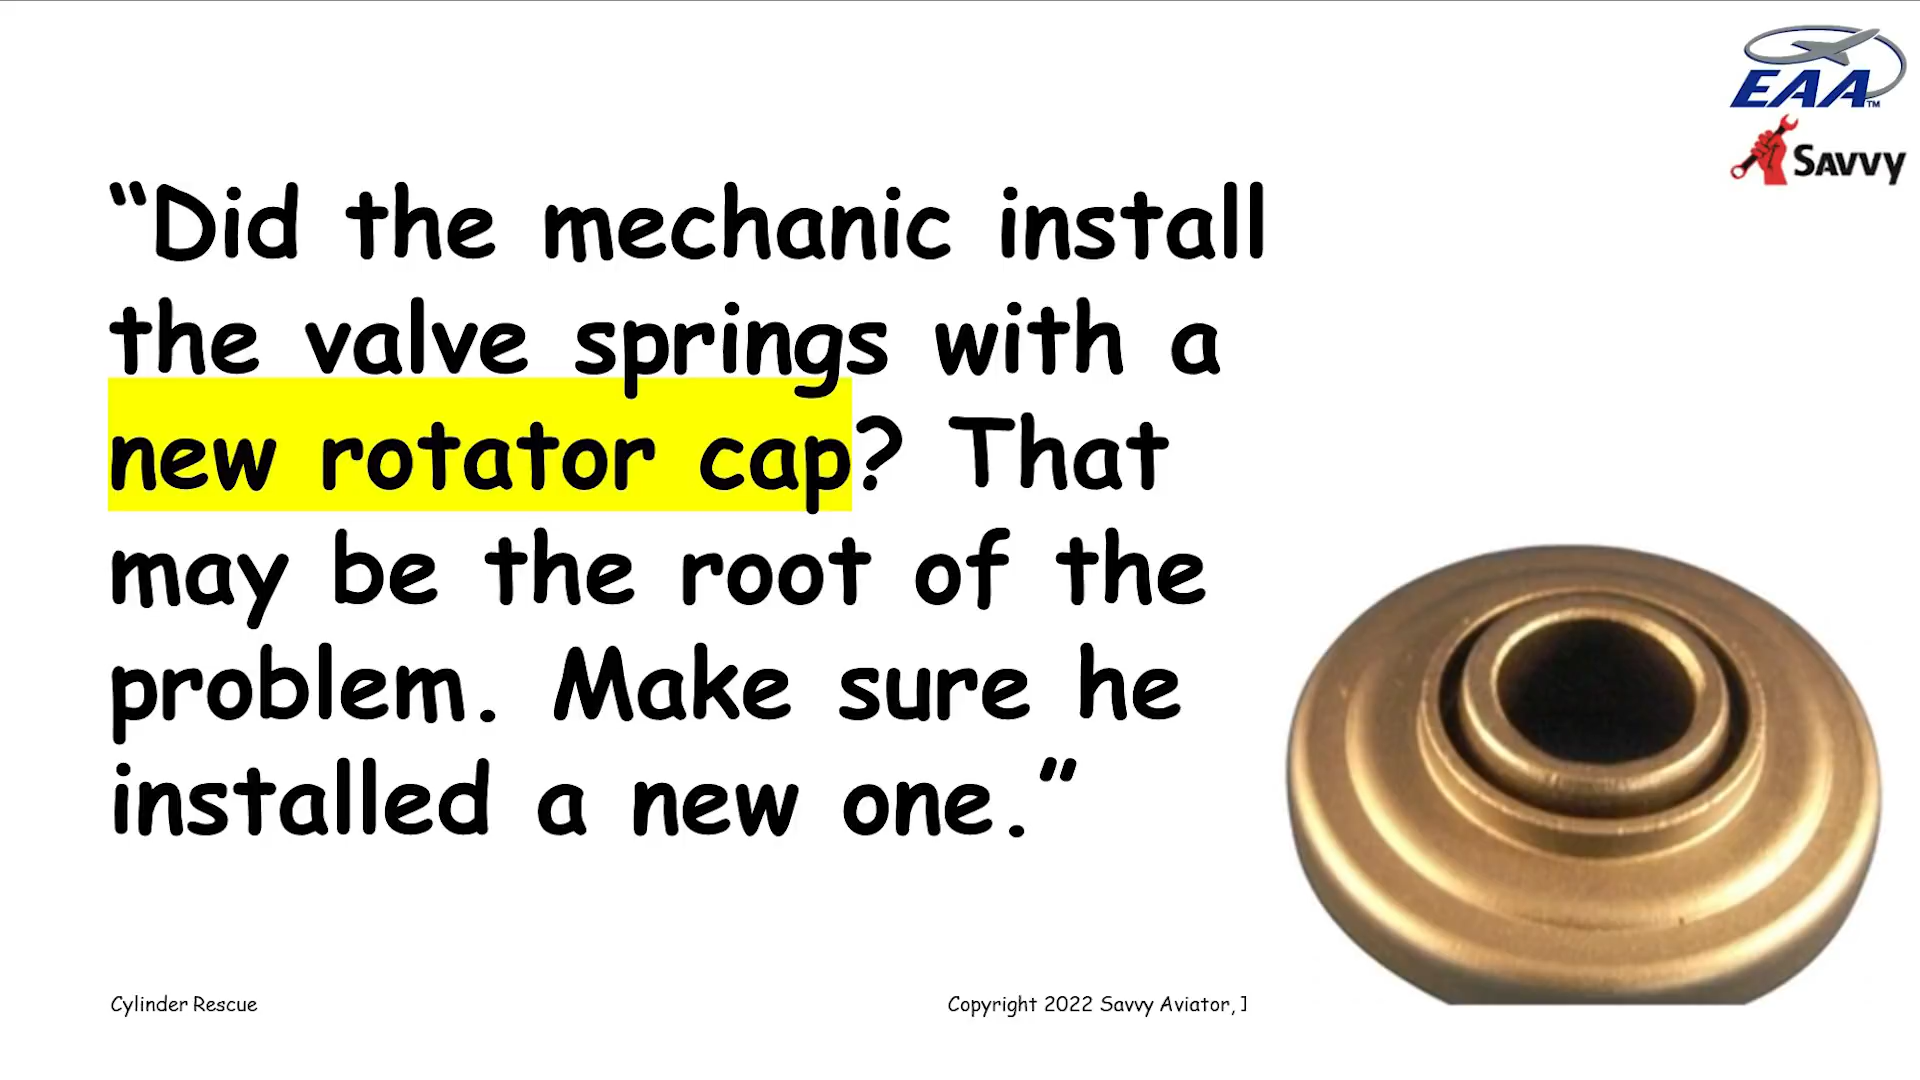 EAA™
SAVVY
“Did the mechanic install
the valve springs with a
new rotator cap? That
may be the root of the
problem. Make sure he
installed a new one.”
Cylinder Rescue
Copyright 2022 Savvy Aviator, I